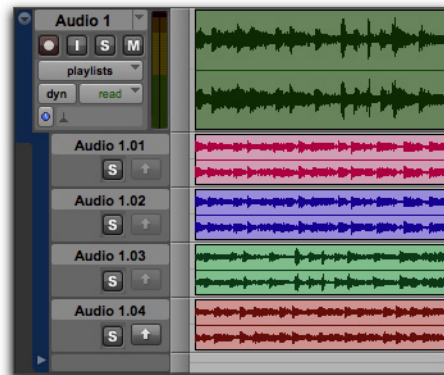 Audio 1
I S M
playlists
dyn read
Audio 1.01
S
Audio 1.02
S
Audio 1.03
S
Audio 1.04
S